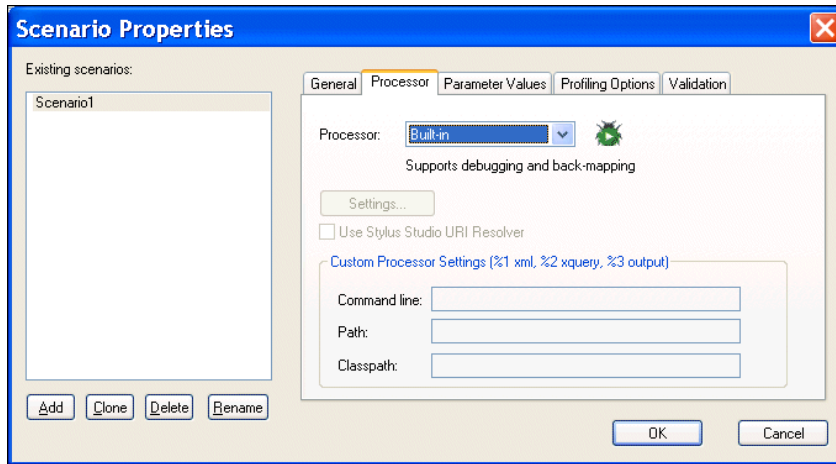 Scenario Properties
Existing scenarios:
Scenario1
Add Clone Delete Rename
General Processor Parameter Values Profiling Options Validation
Processor: Built-in
Supports debugging and back-mapping
Settings...
Use Stylus Studio URI Resolver
Custom Processor Settings (%1 xml, %2 xquery, %3 output)
Command line:
Path:
Classpath:
OK Cancel